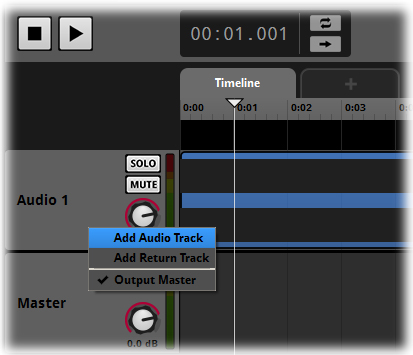 00:01.001
Timeline
+
0:00 0:01 0:02 0:03
SOLO
MUTE
Audio 1
Add Audio Track
Add Return Track
✓ Output Master
Master
0.0 dB